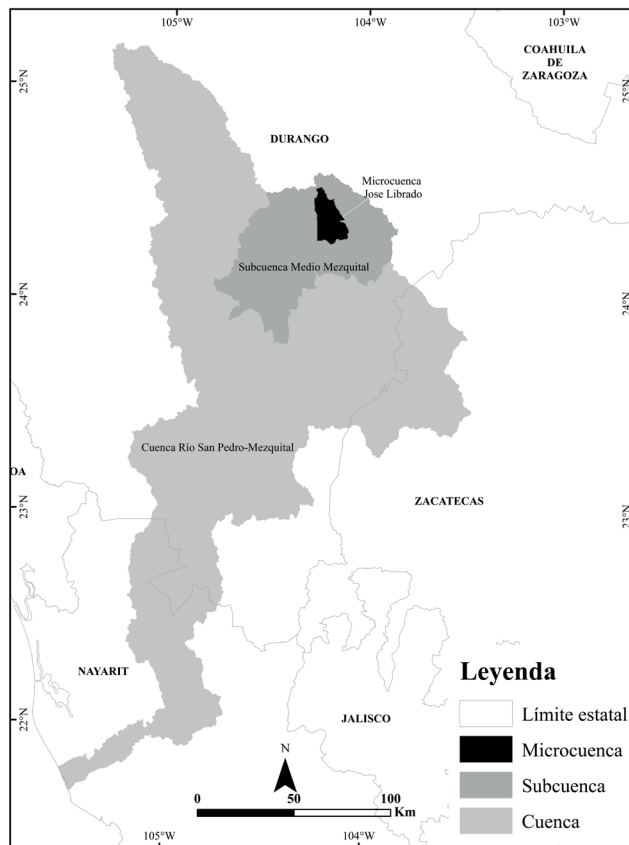 105°W
104°W
103°W
COAHUILA
DE
ZARAGOZA
25°N
25°N
DURANGO
Microcuenca
Jose Librado
Subcuenca Medio Mezquital
24°N
24°N
Cuenca Río San Pedro-Mezquital
OA
ZACATECAS
23°N
23°N
NAYARIT
Leyenda
Límite estatal
Microcuenca
Subcuenca
Cuenca
22°N
JALISCO
N
0
50
100
Km
105°W
104°W